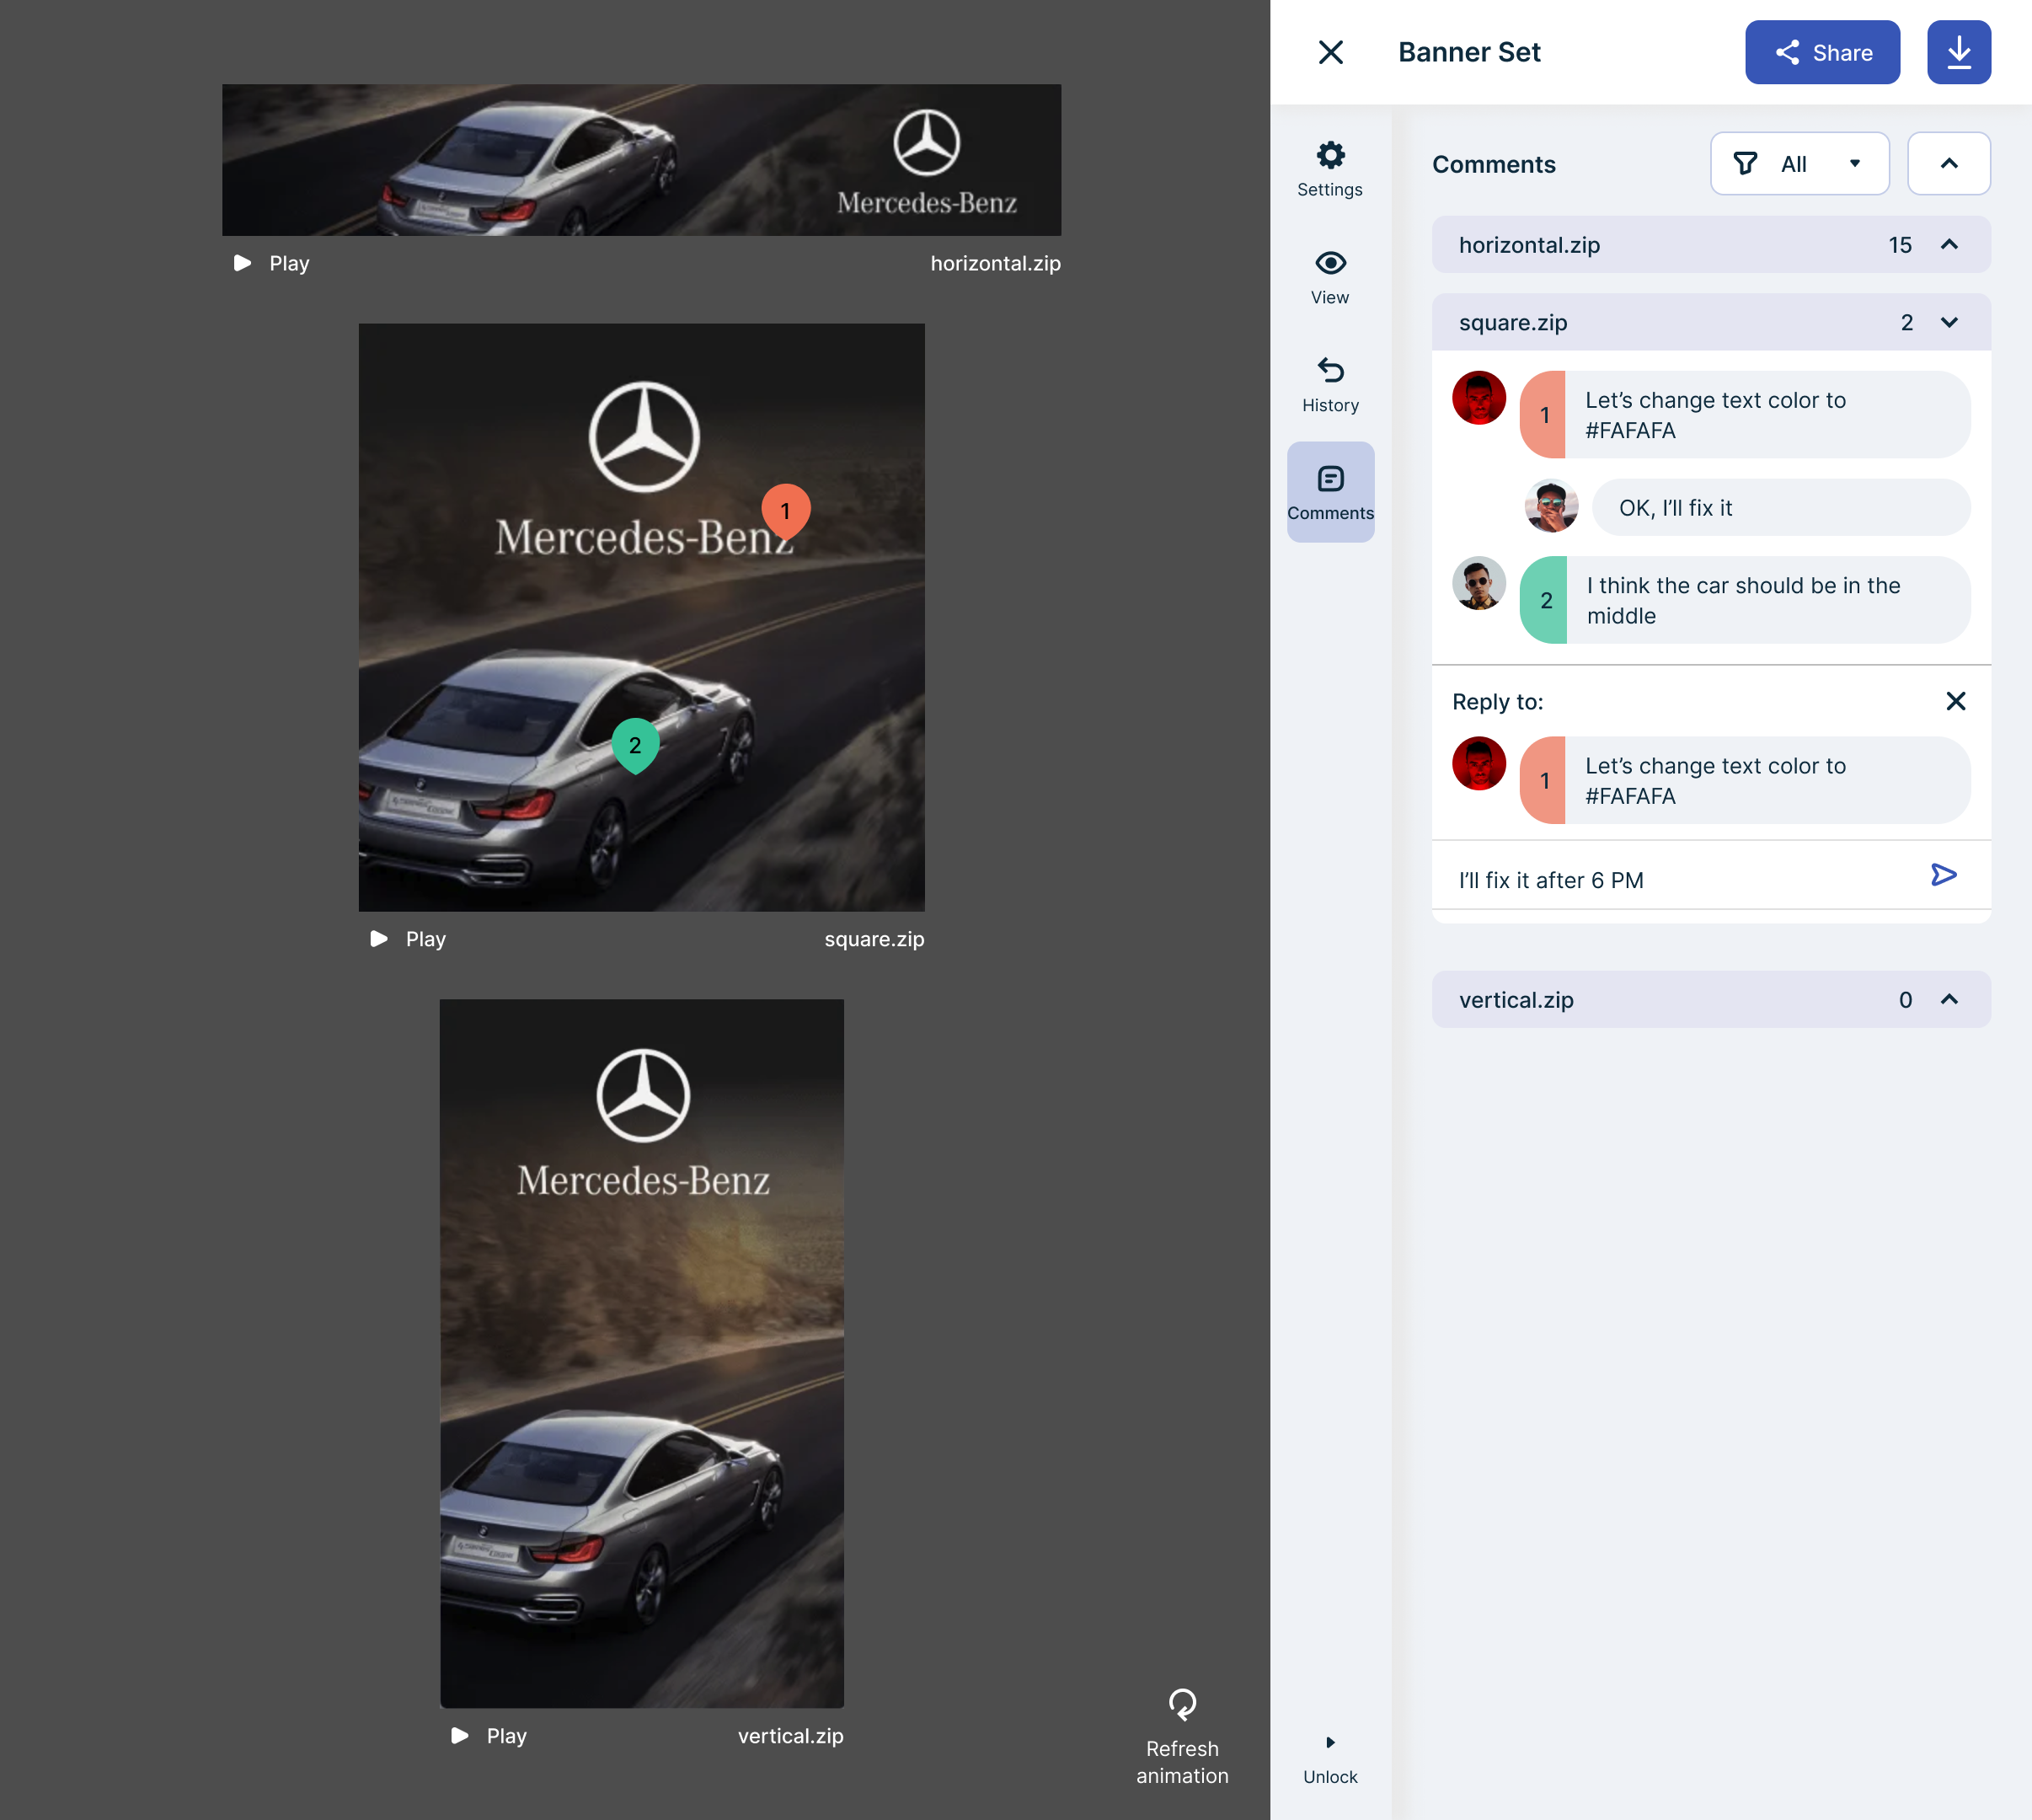 Mercedes-Benz
Play
horizontal.zip
Mercedes-Benz
1
2
Play
square.zip
Mercedes-Benz
Play
vertical.zip
Refresh
animation
Banner Set
Share
Settings
View
History
Comments
Unlock
Comments
All
horizontal.zip 15
square.zip 2
1
Let’s change text color to
#FAFAFA
OK, I’ll fix it
2
I think the car should be in the
middle
Reply to:
1
Let’s change text color to
#FAFAFA
I’ll fix it after 6 PM
vertical.zip 0